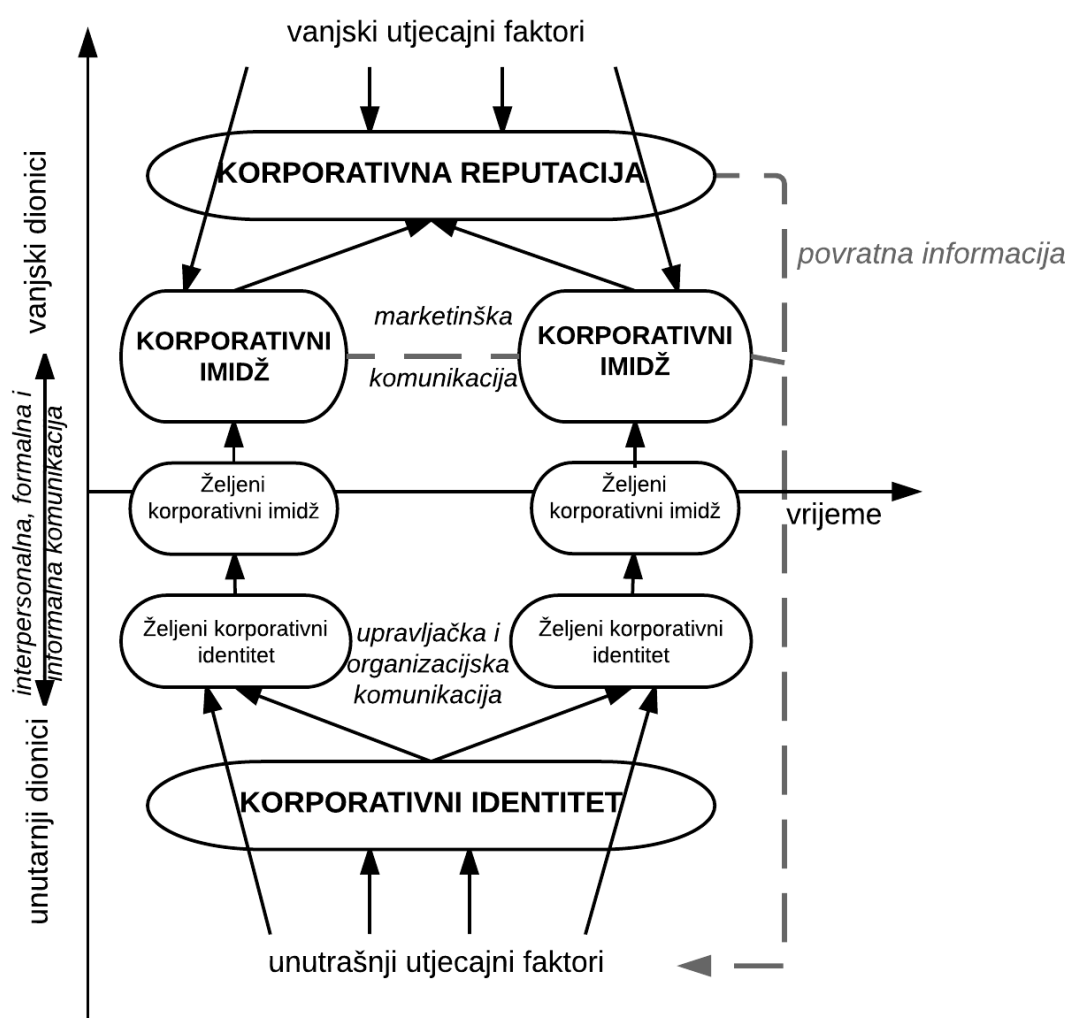 vanjski utjecajni faktori
KORPORATIVNA REPUTACIJA
vanjski dionici
povratna informacija
marketinška
komunikacija
KORPORATIVNI
IMIDŽ
KORPORATIVNI
IMIDŽ
interpersonalna, formalna i
informalna komunikacija
Željeni
korporativni imidž
Željeni
korporativni imidž
vrijeme
Željeni korporativni
identitet
upravljačka i
organizacijska
komunikacija
Željeni korporativni
identitet
unutarnji dionici
KORPORATIVNI IDENTITET
unutrašnji utjecajni faktori